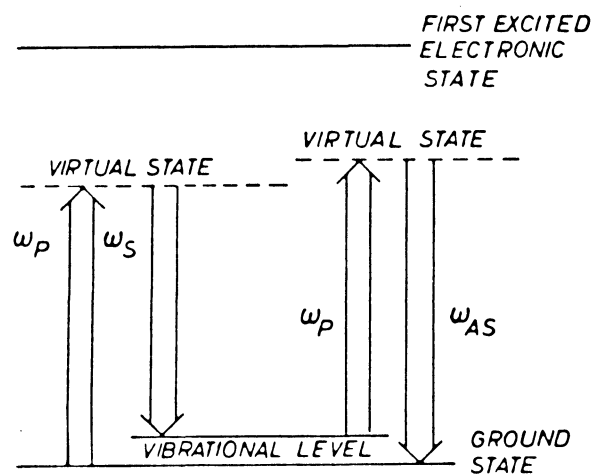 FIRST EXCITED
ELECTRONIC
STATE
VIRTUAL STATE
VIRTUAL STATE
ωP
ωS
ωP
ωAS
VIBRATIONAL LEVEL
GROUND
STATE